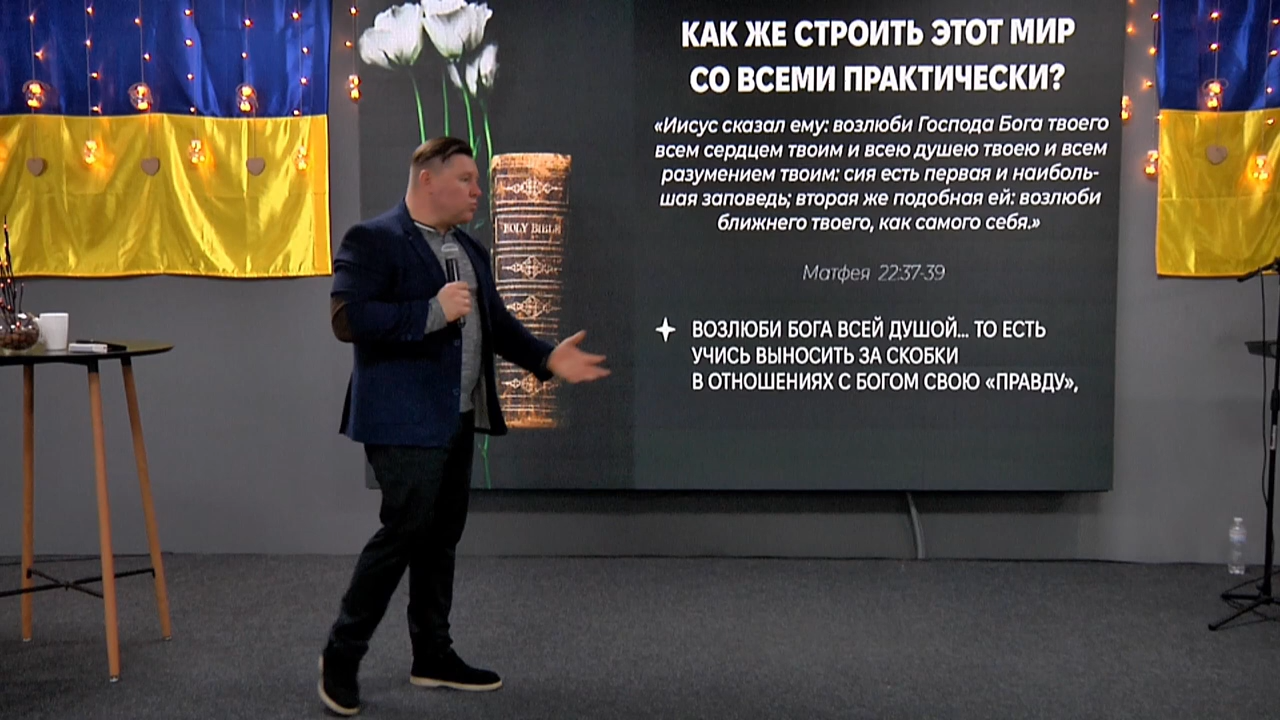 КАК ЖЕ СТРОИТЬ ЭТОТ МИР
СО ВСЕМИ ПРАКТИЧЕСКИ?
«Иисус сказал ему: возлюби Господа Бога твоего
всем сердцем твоим и всею душею твоею и всем
разумением твоим: сия есть первая и наиболь-
шая заповедь; вторая же подобная ей: возлюби
ближнего твоего, как самого себя.»
Матфея 22:37-39
ВОЗЛЮБИ БОГА ВСЕЙ ДУШОЙ... ТО ЕСТЬ
УЧИСЬ ВЫНОСИТЬ ЗА СКОБКИ
В ОТНОШЕНИЯХ С БОГОМ СВОЮ «ПРАВДУ»,
HOLY BIBLE